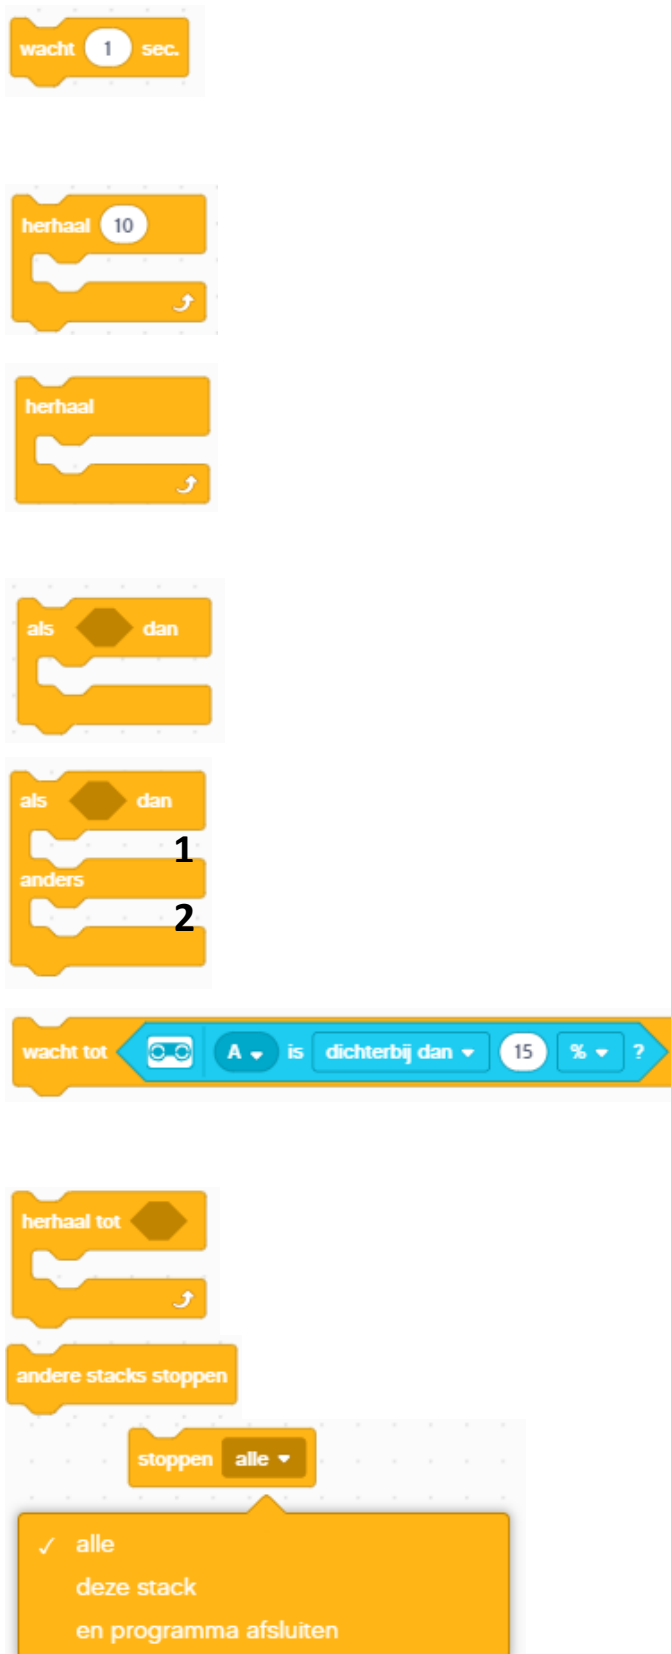 wacht 1 sec.
herhaal 10
herhaal
als dan
als dan
1
anders
2
wacht tot A is dichterbij dan 15 % ?
herhaal tot
andere stacks stoppen
stoppen alle
✓ alle
deze stack
en programma afsluiten